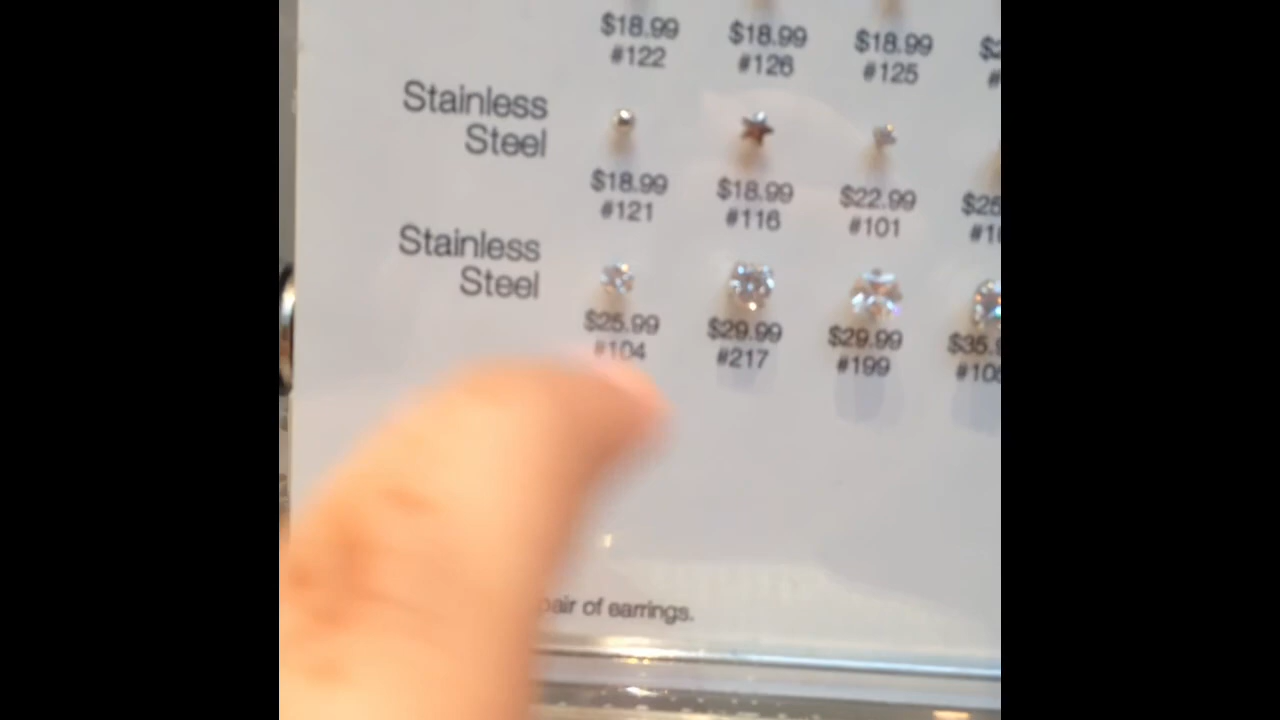 $18.99 $18.99 $18.99
#122 #126 #125
Stainless
Steel
$18.99 $18.99 $22.99
#121 #116 #101
Stainless
Steel
$25.99 $29.99 $29.99
#104 #217 #199
pair of earrings.